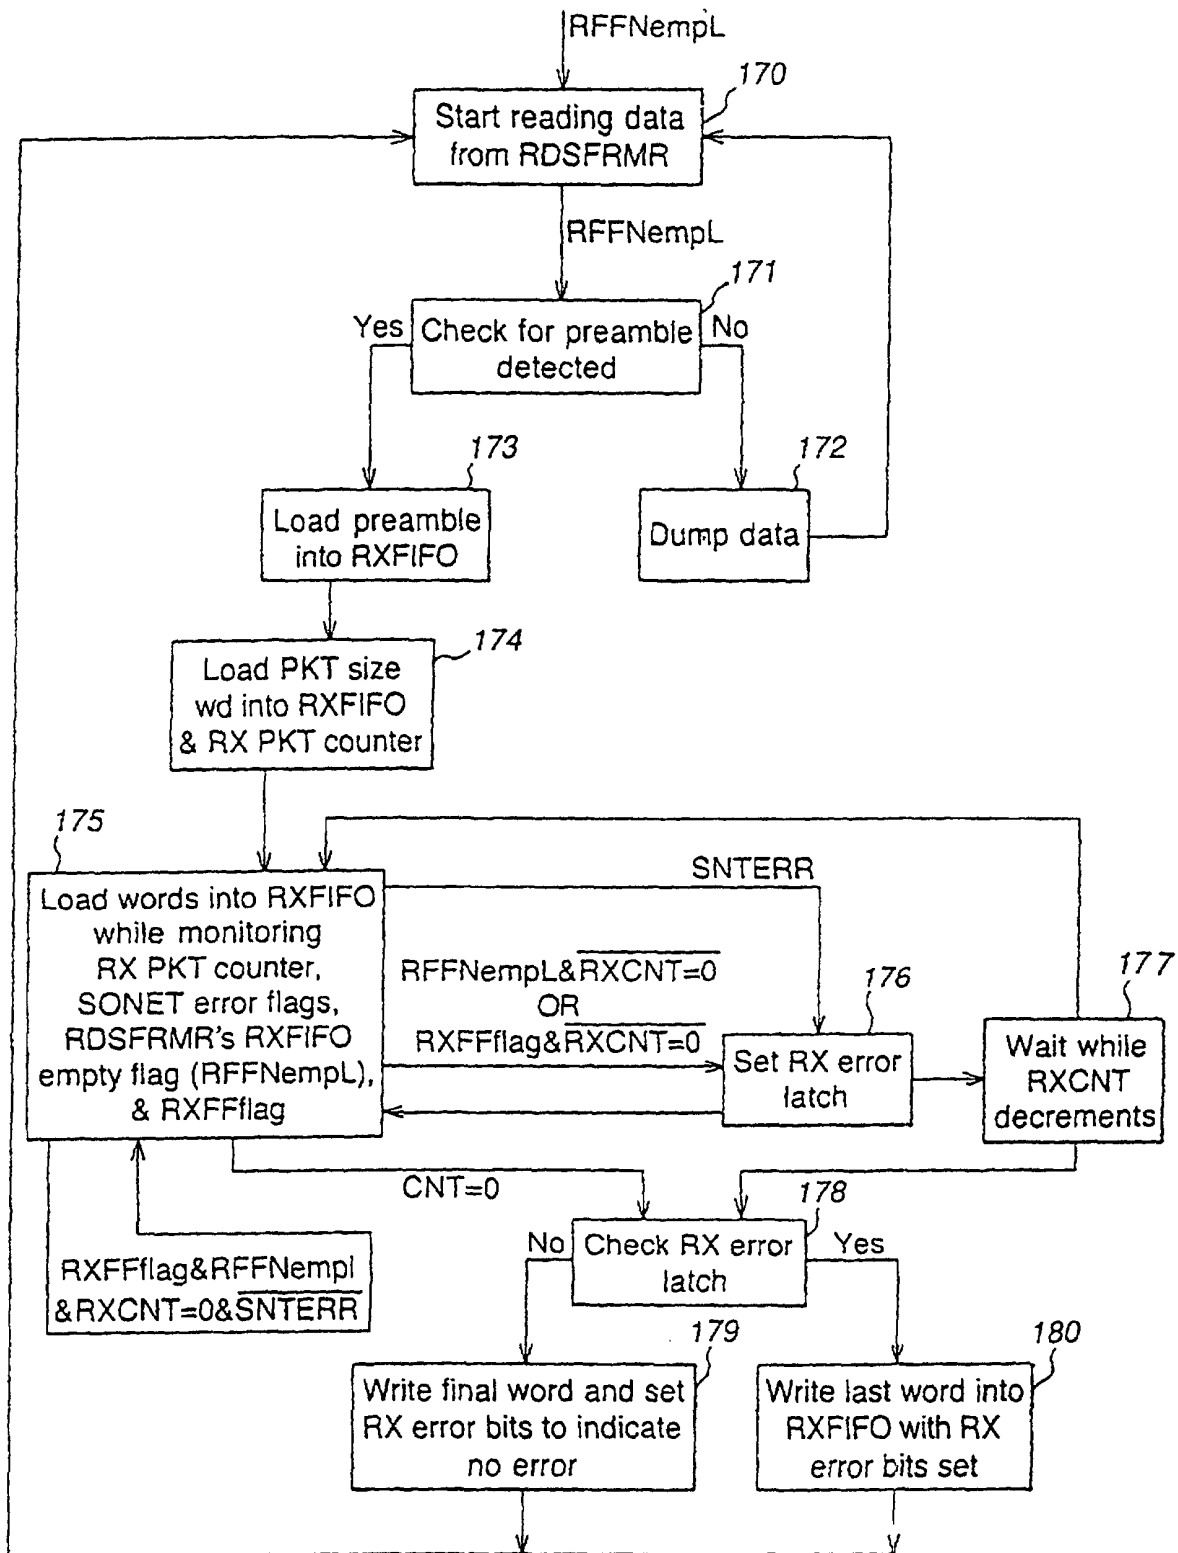 RFFNempL
170
Start reading data
from RDSFRMR
RFFNempL
171
Yes
Check for preamble
detected
No
173
Load preamble
into RXFIFO
172
Dump data
174
Load PKT size
wd into RXFIFO
& RX PKT counter
175
Load words into RXFIFO
while monitoring
RX PKT counter,
SONET error flags,
RDSFRMR's RXFIFO
empty flag (RFFNempL),
& RXFFflag
SNTERR
RFFNempL&R̅X̅C̅N̅T̅=̅0̅
OR
RXFFflag&R̅X̅C̅N̅T̅=̅0̅
176
Set RX error
latch
177
Wait while
RXCNT
decrements
CNT=0
RXFFflag&RFFNempl
&RXCNT=0&S̅N̅T̅E̅R̅R̅
178
No
Check RX error
latch
Yes
179
Write final word and set
RX error bits to indicate
no error
180
Write last word into
RXFIFO with RX
error bits set